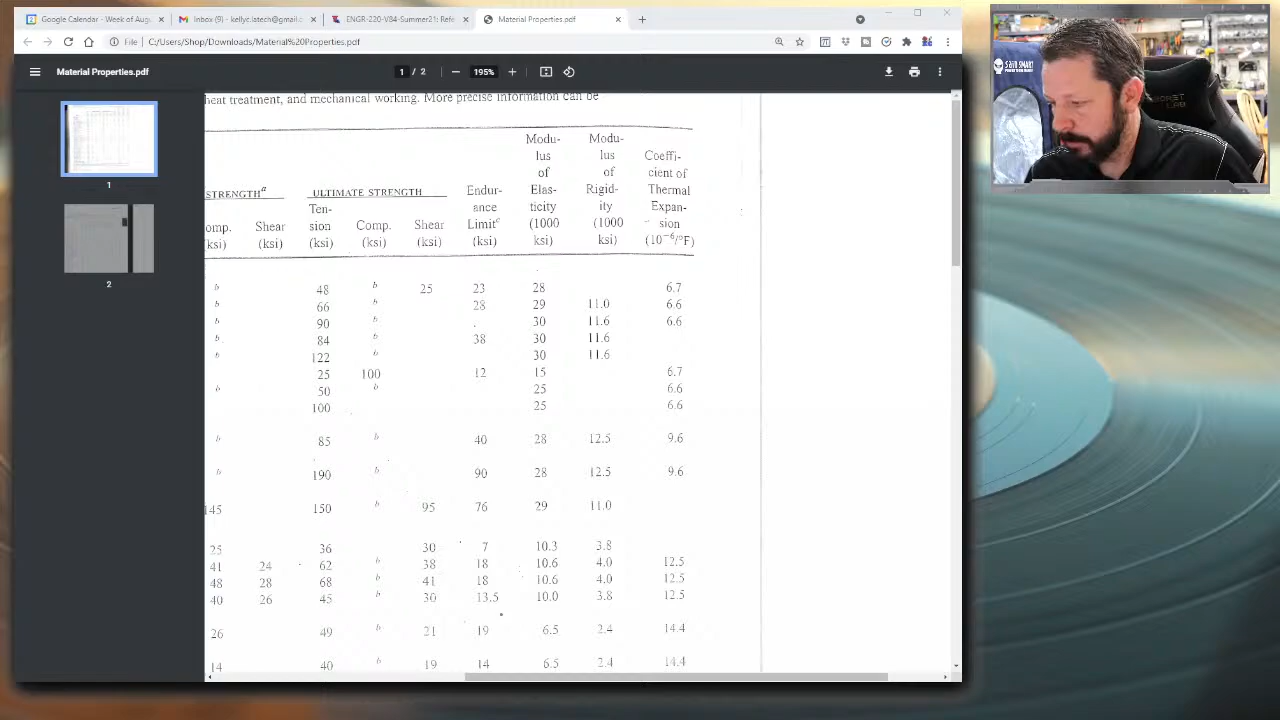 Google Calendar - Week of Augu
Inbox (9) - kellyc.latech@gmail.c
ENGR-220-V84-Summer21: Refe
Material Properties.pdf
File | C:/Users/Shop/Downloads/Material%20Properties.pdf
Material Properties.pdf
1 / 2
195%
heat treatment, and mechanical working. More precise information can be
STRENGTHa ULTIMATE STRENGTH
omp. (ksi)
Shear (ksi)
Ten-sion (ksi)
Comp. (ksi)
Shear (ksi)
Endur-ance Limitc (ksi)
Modu-lus of Elas-ticity (1000 ksi)
Modu-lus of Rigid-ity (1000 ksi)
Coeffi-cient of Thermal Expan-sion (10−6/°F)
b 48 b 25 23 28 6.7
b 66 b 28 29 11.0 6.6
b 90 b 30 11.6 6.6
b 84 b 38 30 11.6
b 122 b 30 11.6
25 100 12 15 6.7
b 50 b 25 6.6
100 25 6.6
b 85 b 40 28 12.5 9.6
b 190 b 90 28 12.5 9.6
145 150 b 95 76 29 11.0
25 36 30 7 10.3 3.8
41 24 62 b 38 18 10.6 4.0 12.5
48 28 68 b 41 18 10.6 4.0 12.5
40 26 45 b 30 13.5 10.0 3.8 12.5
26 49 b 21 19 6.5 2.4 14.4
14 40 b 19 14 6.5 2.4 14.4
1
2